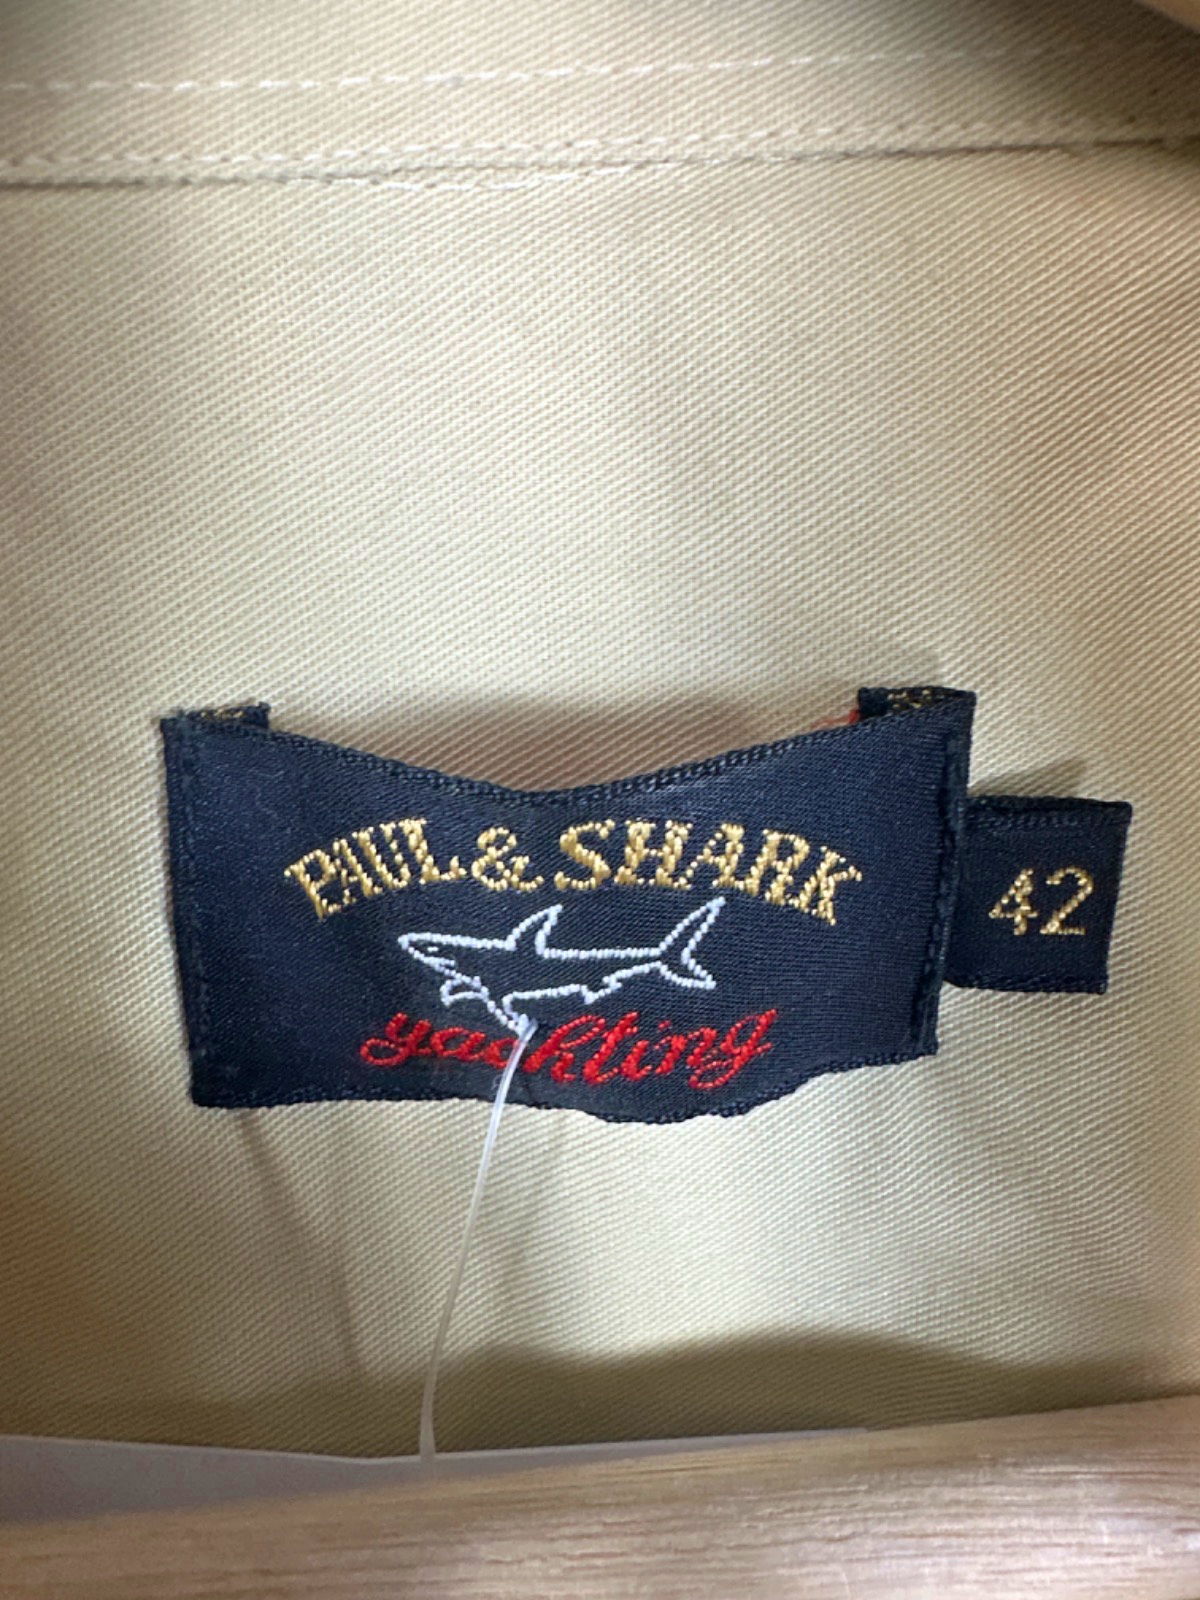 PAUL & SHARK
yachting
42